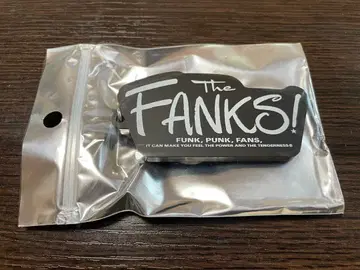 The
FANKS!
FUNK, PUNK, FANS,
IT CAN MAKE YOU FEEL THE POWER AND THE TENDERNESS